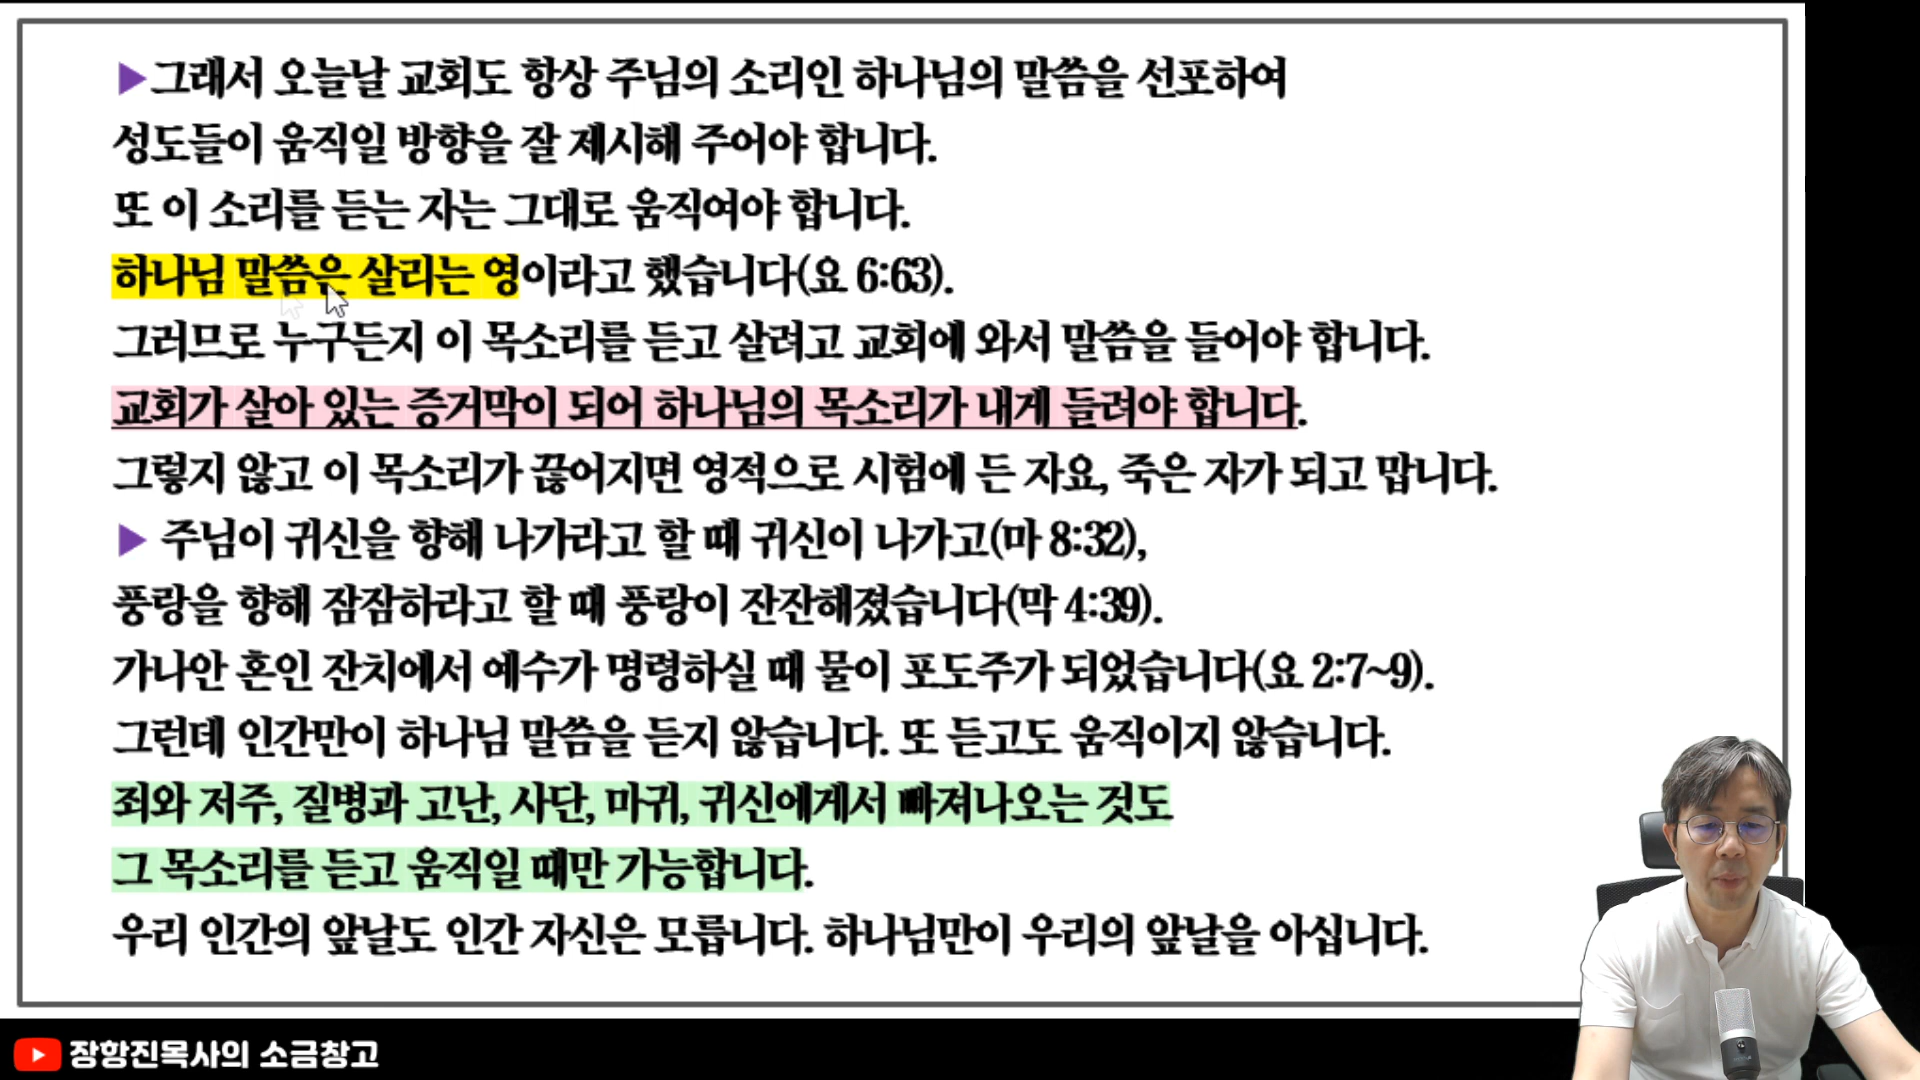 ▶그래서 오늘날 교회도 항상 주님의 소리인 하나님의 말씀을 선포하여
성도들이 움직일 방향을 잘 제시해 주어야 합니다.
또 이 소리를 듣는 자는 그대로 움직여야 합니다.
하나님 말씀은 살리는 영이라고 했습니다(요 6:63).
그러므로 누구든지 이 목소리를 듣고 살려고 교회에 와서 말씀을 들어야 합니다.
교회가 살아 있는 증거막이 되어 하나님의 목소리가 내게 들려야 합니다.
그렇지 않고 이 목소리가 끊어지면 영적으로 시험에 든 자요, 죽은 자가 되고 맙니다.
▶ 주님이 귀신을 향해 나가라고 할 때 귀신이 나가고(마 8:32),
풍랑을 향해 잠잠하라고 할 때 풍랑이 잔잔해졌습니다(막 4:39).
가나안 혼인 잔치에서 예수가 명령하실 때 물이 포도주가 되었습니다(요 2:7~9).
그런데 인간만이 하나님 말씀을 듣지 않습니다. 또 듣고도 움직이지 않습니다.
죄와 저주, 질병과 고난, 사단, 마귀, 귀신에게서 빠져나오는 것도
그 목소리를 듣고 움직일 때만 가능합니다.
우리 인간의 앞날도 인간 자신은 모릅니다. 하나님만이 우리의 앞날을 아십니다.
장항진목사의 소금창고